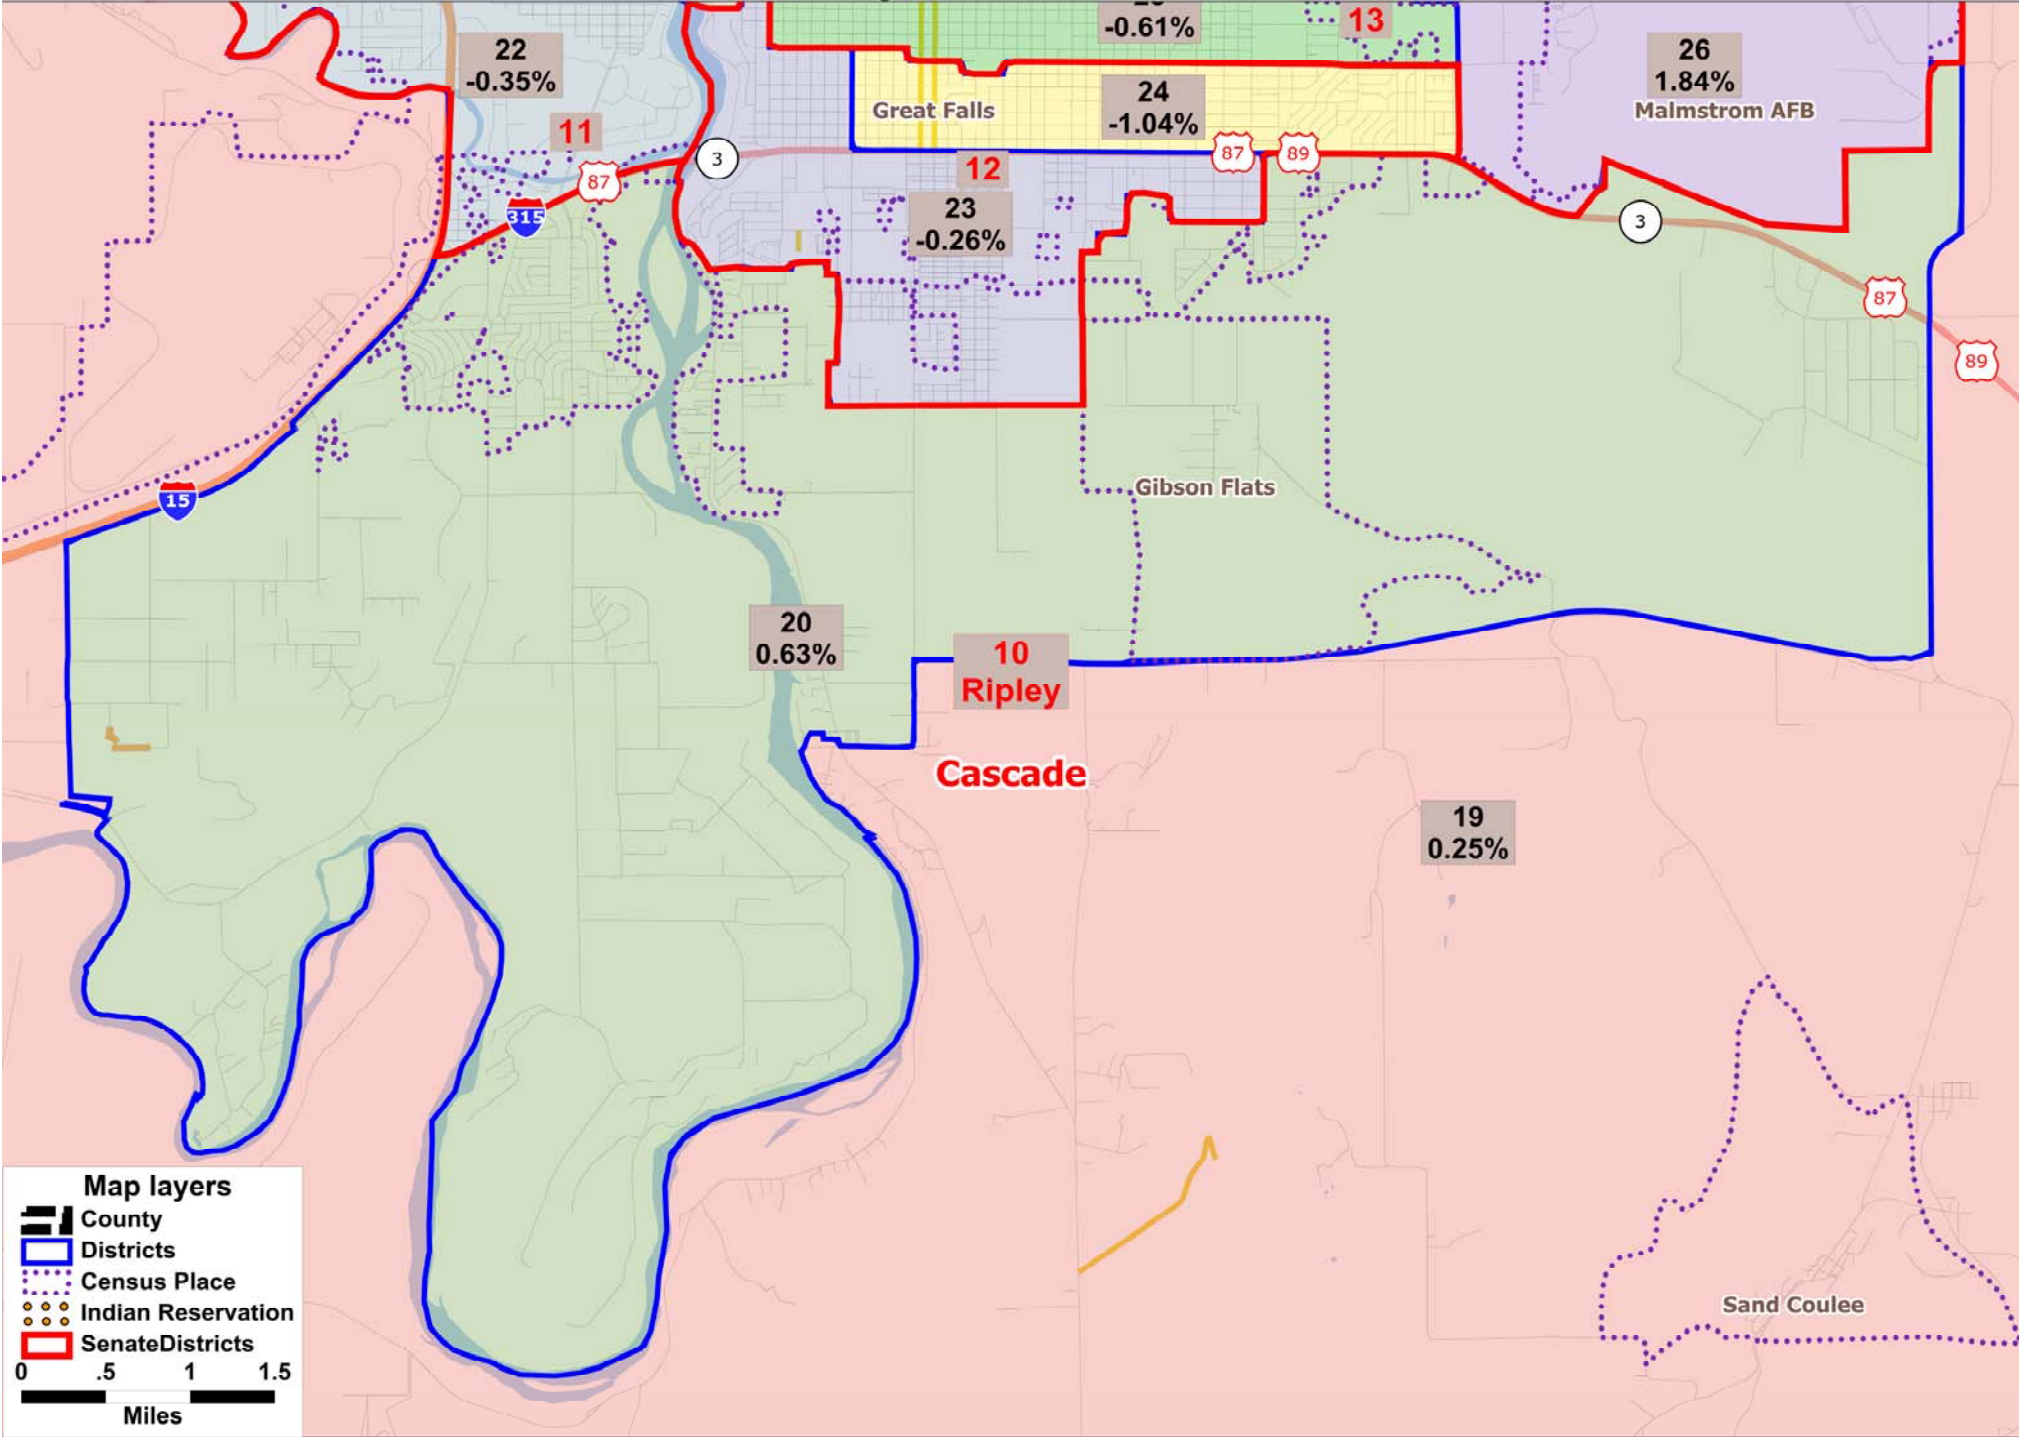 -0.61%
13
22
-0.35%
26
1.84%
Great Falls
24
-1.04%
Malmstrom AFB
11
3
87
89
12
87
315
23
-0.26%
3
87
89
15
Gibson Flats
20
0.63%
10
Ripley
Cascade
19
0.25%
Sand Coulee
Map layers
County
Districts
Census Place
Indian Reservation
SenateDistricts
0 .5 1 1.5
Miles